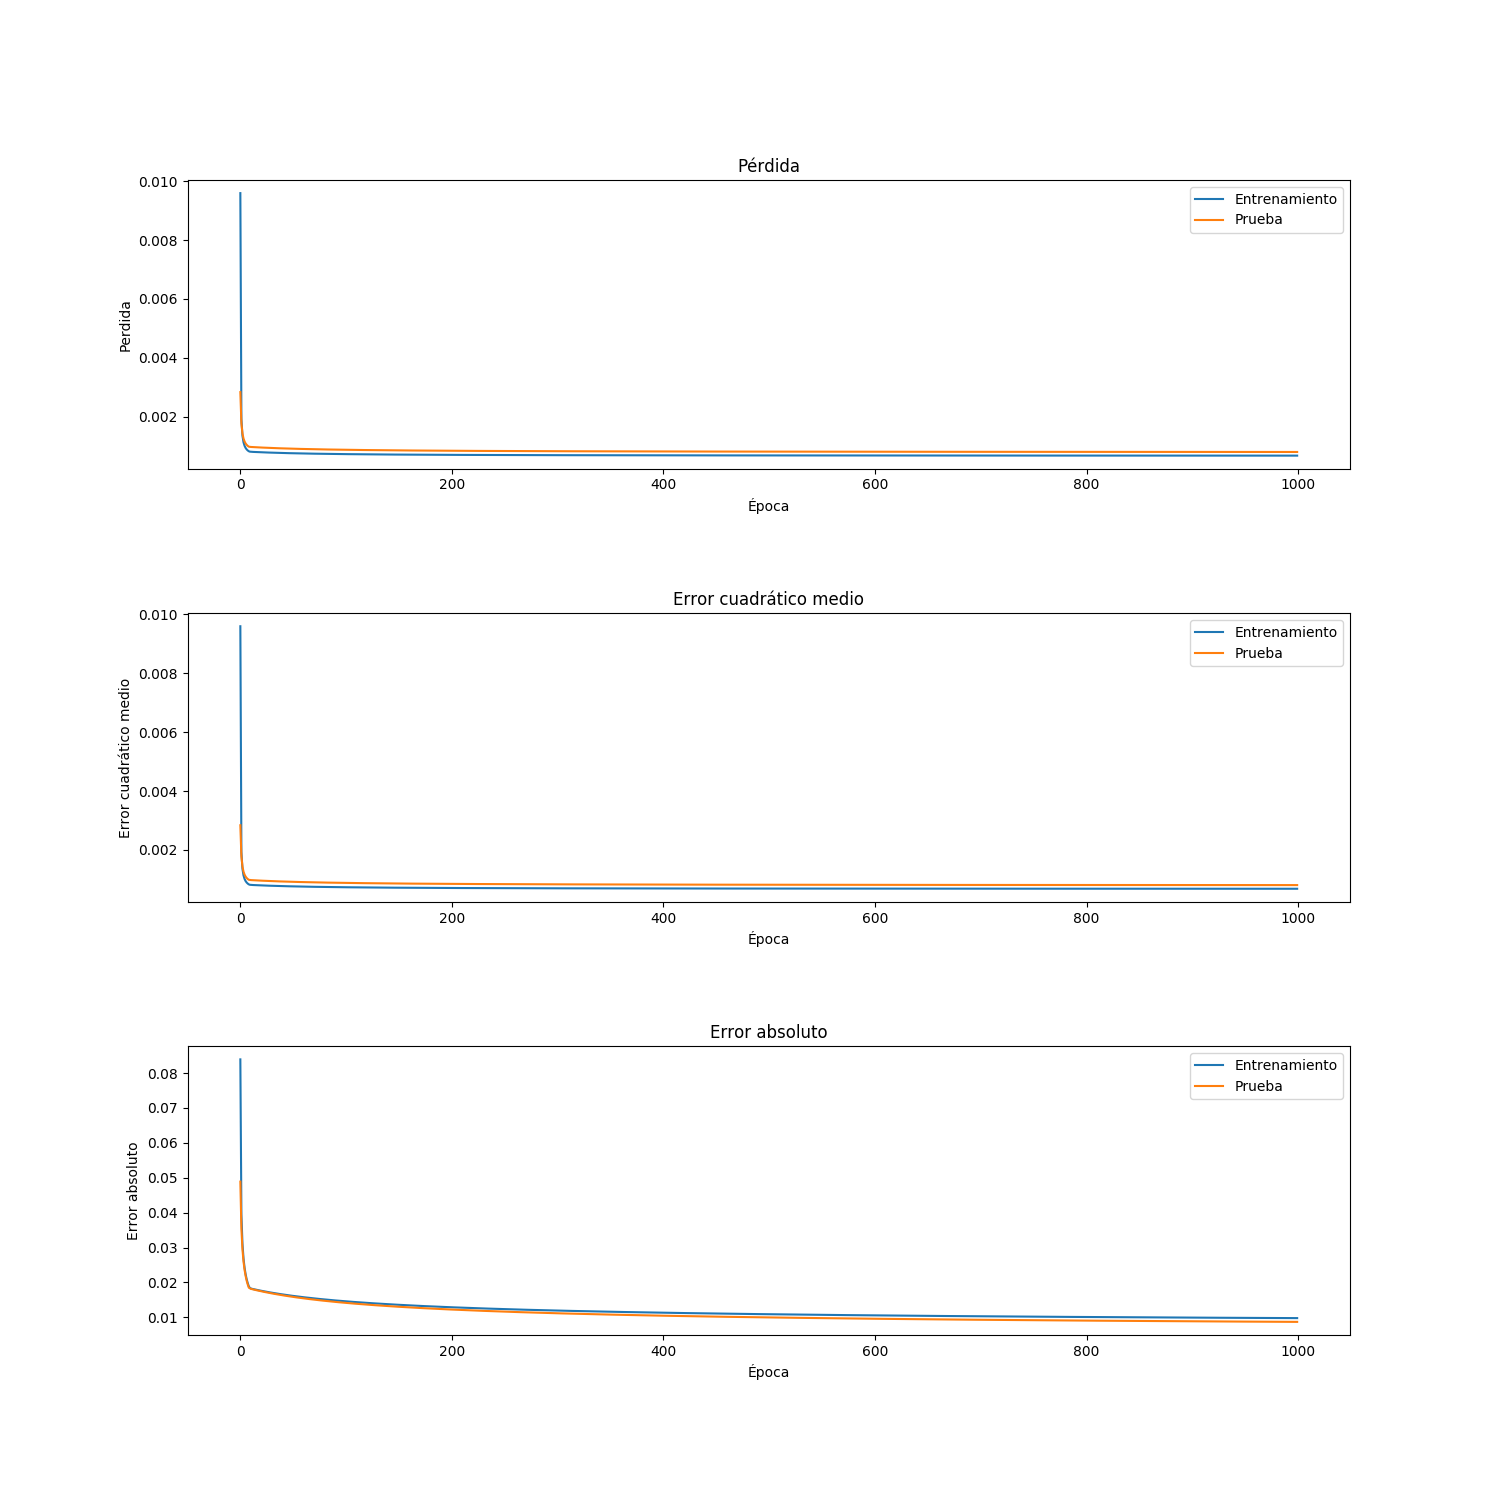 Pérdida
Entrenamiento
Prueba
0.010
0.008
0.006
0.004
0.002
Perdida
0 200 400 600 800 1000
Época
Error cuadrático medio
Entrenamiento
Prueba
0.010
0.008
0.006
0.004
0.002
Error cuadrático medio
0 200 400 600 800 1000
Época
Error absoluto
Entrenamiento
Prueba
0.08
0.07
0.06
0.05
0.04
0.03
0.02
0.01
Error absoluto
0 200 400 600 800 1000
Época